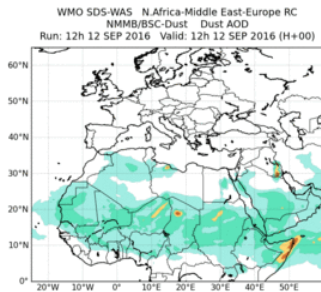 WMO SDS-WAS N.Africa-Middle East-Europe RC
NMMB/BSC-Dust Dust AOD
Run: 12h 12 SEP 2016 Valid: 12h 12 SEP 2016 (H+00)
60°N
50°N
40°N
30°N
20°N
10°N
0°
20°W
10°W
0°
10°E
20°E
30°E
40°E
50°E